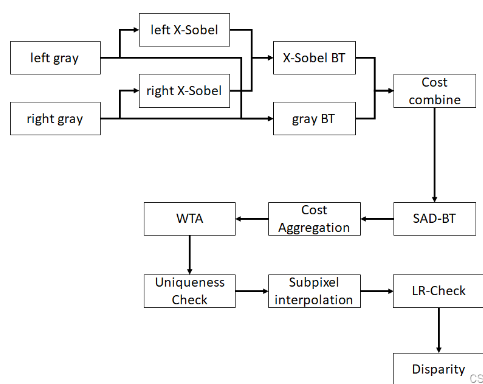 left X-Sobel
left gray
X-Sobel BT
right X-Sobel
Cost
combine
right gray
gray BT
WTA
Cost
Aggregation
SAD-BT
Uniqueness
Check
Subpixel
interpolation
LR-Check
Disparity
CS